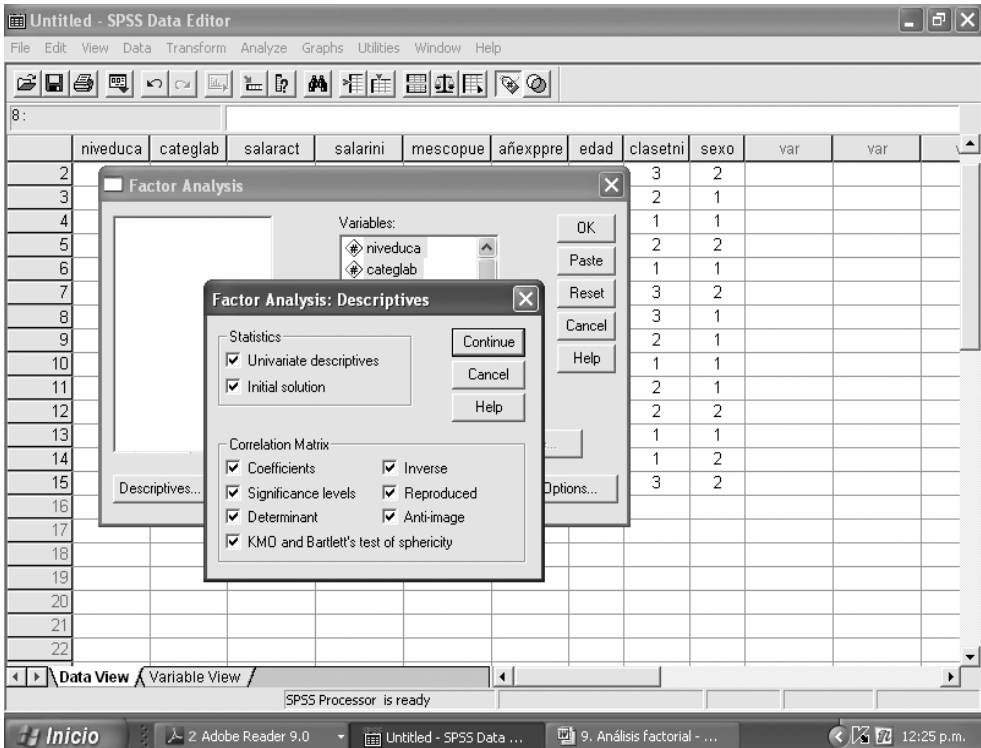 Untitled - SPSS Data Editor
File Edit View Data Transform Analyze Graphs Utilities Window Help
8 :
niveduca categlab salaract salarini mescopue añexppre edad clasetni sexo var var
2 3 2
3 2 1
4 1 1
5 2 2
6 1 1
7 3 2
8 3 1
9 2 1
10 1 1
11 2 1
12 2 2
13 1 1
14 1 2
15 3 2
16
17
18
19
20
21
22
Factor Analysis
Variables:
niveduca
categlab
OK
Paste
Reset
Cancel
Help
Descriptives...
Options...
Factor Analysis: Descriptives
Statistics
Univariate descriptives
Initial solution
Continue
Cancel
Help
Correlation Matrix
Coefficients Inverse
Significance levels Reproduced
Determinant Anti-image
KMO and Bartlett's test of sphericity
Data View Variable View
SPSS Processor is ready
Inicio 2 Adobe Reader 9.0 Untitled - SPSS Data ... 9. Análisis factorial - ... 12:25 p.m.